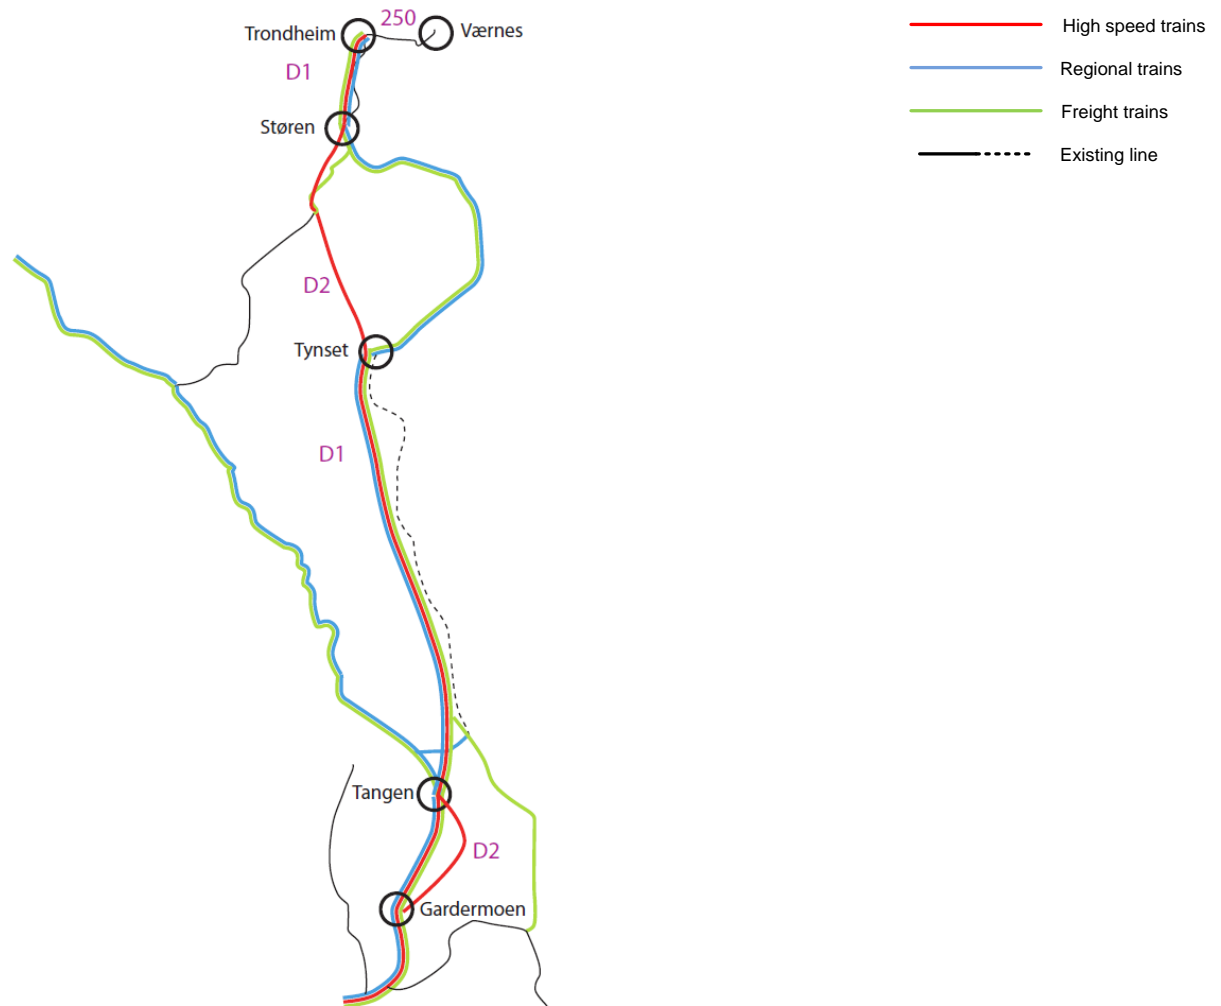 250
Trondheim
Værnes
D1
Støren
D2
Tynset
D1
Tangen
D2
Gardermoen
High speed trains
Regional trains
Freight trains
Existing line